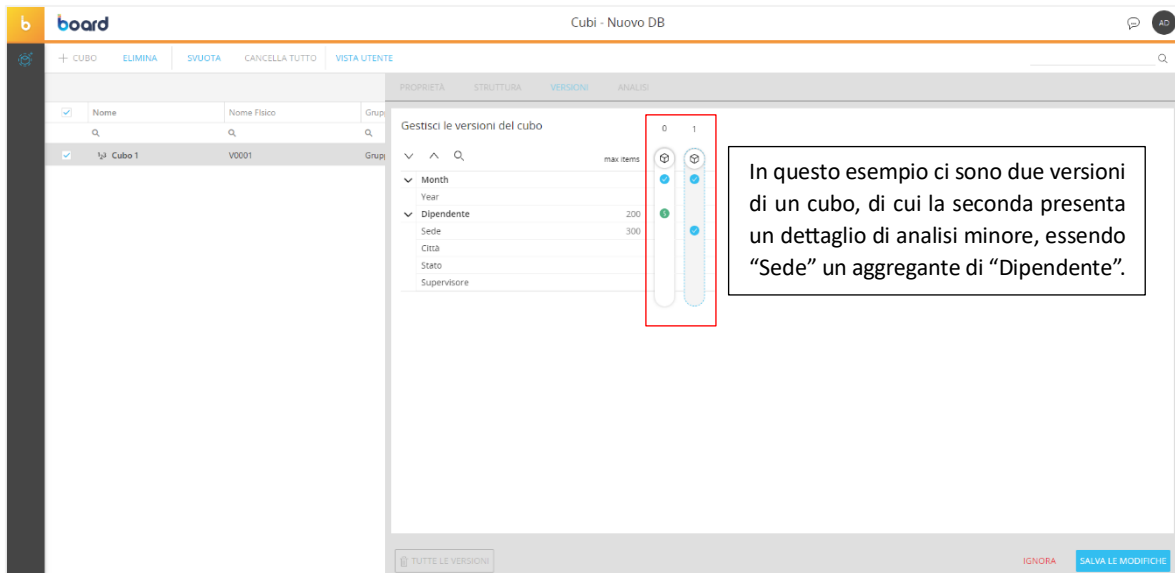 b board Cubi - Nuovo DB AD
+ CUBO ELIMINA SVUOTA CANCELLA TUTTO VISTA UTENTE
PROPRIETÀ STRUTTURA VERSIONI ANALISI
Nome Nome Fisico Grup
Gestisci le versioni del cubo 0 1
Cubo 1 V0001 Grup
max items
Month
Year
Dipendente 200
Sede 300
Città
Stato
Supervisore
In questo esempio ci sono due versioni
di un cubo, di cui la seconda presenta
un dettaglio di analisi minore, essendo
“Sede” un aggregante di “Dipendente”.
TUTTE LE VERSIONI IGNORA SALVA LE MODIFICHE